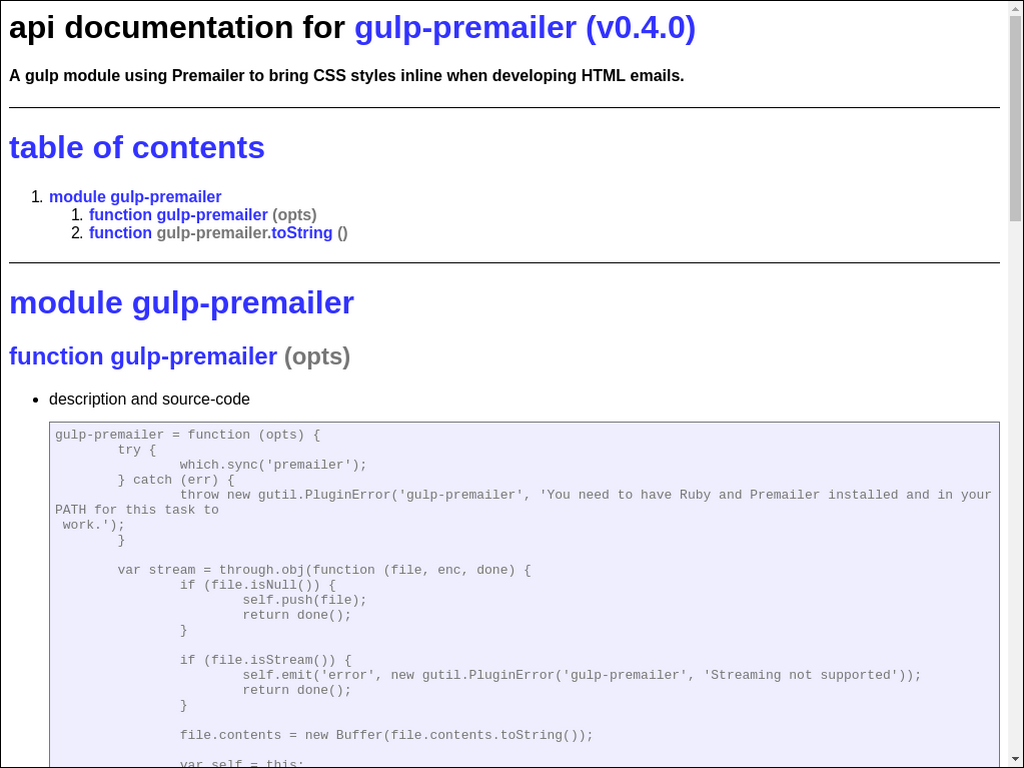 api documentation for gulp-premailer (v0.4.0)
A gulp module using Premailer to bring CSS styles inline when developing HTML emails.
table of contents
1. module gulp-premailer
1. function gulp-premailer (opts)
2. function gulp-premailer.toString ()
module gulp-premailer
function gulp-premailer (opts)
• description and source-code
gulp-premailer = function (opts) {
        try {
                which.sync('premailer');
        } catch (err) {
                throw new gutil.PluginError('gulp-premailer', 'You need to have Ruby and Premailer installed and in your
PATH for this task to
 work.');
        }
        var stream = through.obj(function (file, enc, done) {
                if (file.isNull()) {
                        self.push(file);
                        return done();
                }
                if (file.isStream()) {
                        self.emit('error', new gutil.PluginError('gulp-premailer', 'Streaming not supported'));
                        return done();
                }
                file.contents = new Buffer(file.contents.toString());
                var self = this;